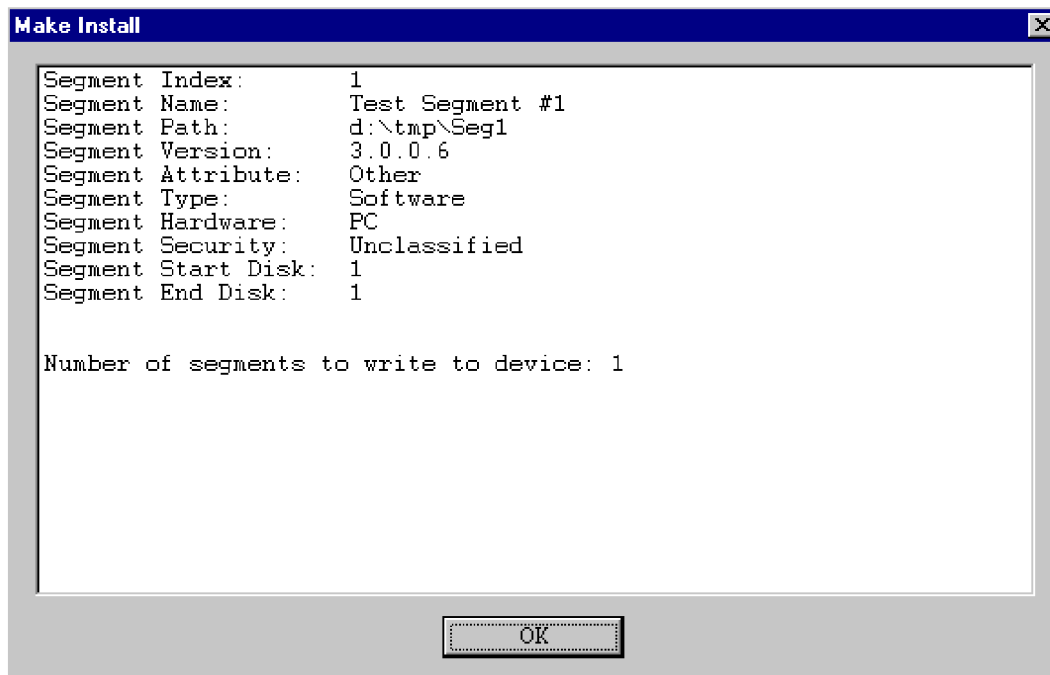 Make Install
Segment Index: 1
Segment Name: Test Segment #1
Segment Path: d:\tmp\Seg1
Segment Version: 3.0.0.6
Segment Attribute: Other
Segment Type: Software
Segment Hardware: PC
Segment Security: Unclassified
Segment Start Disk: 1
Segment End Disk: 1
Number of segments to write to device: 1
OK